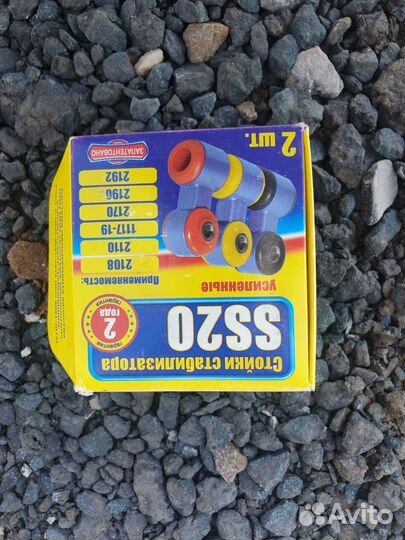 Стойки стабилизатора
SS20
2
года
гарантия
гарантия
усиленные
Применяемость:
2108
2110
1117-19
2170
2190
2192
2 шт.
ЗАПАТЕНТОВАНО
Avito